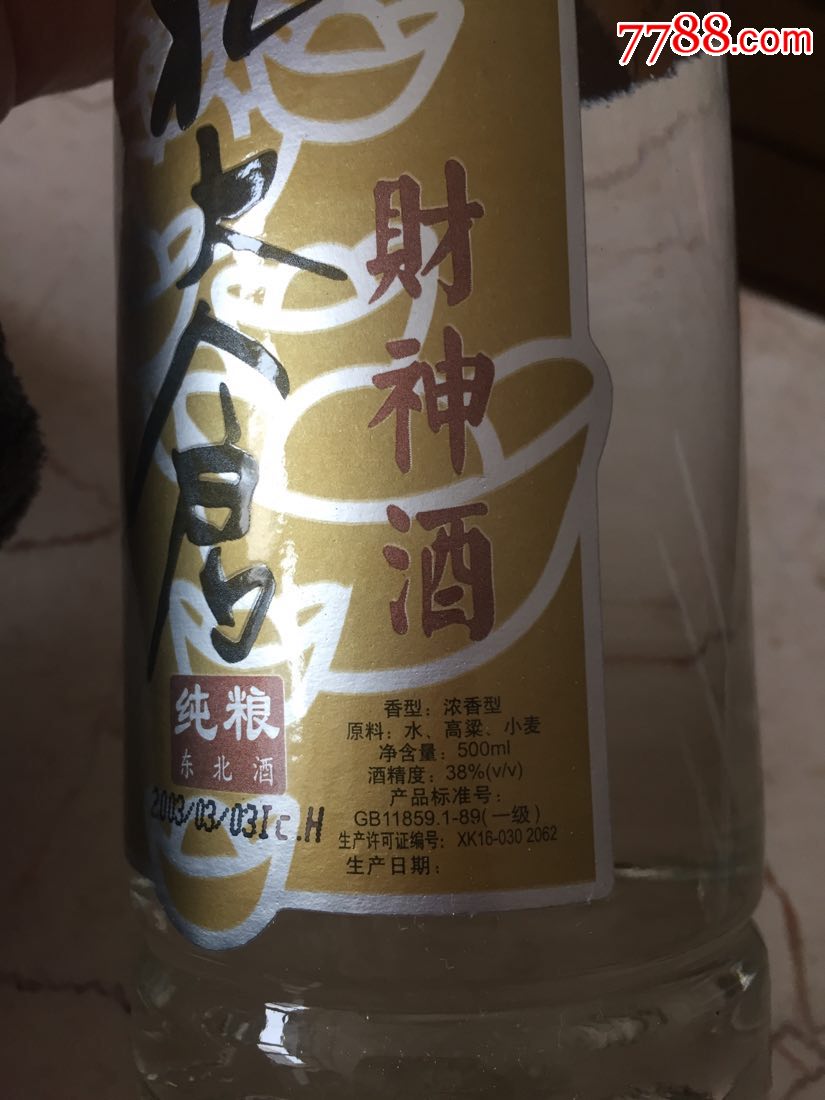 7788.com
北大仓
財神酒
纯粮
东北酒
香型：浓香型
原料：水、高粱、小麦
净含量：500ml
酒精度：38%(v/v)
产品标准号：
GB11859.1-89(一级)
生产许可证编号：XK16-030 2062
生产日期：
2003/03/03Ic.H